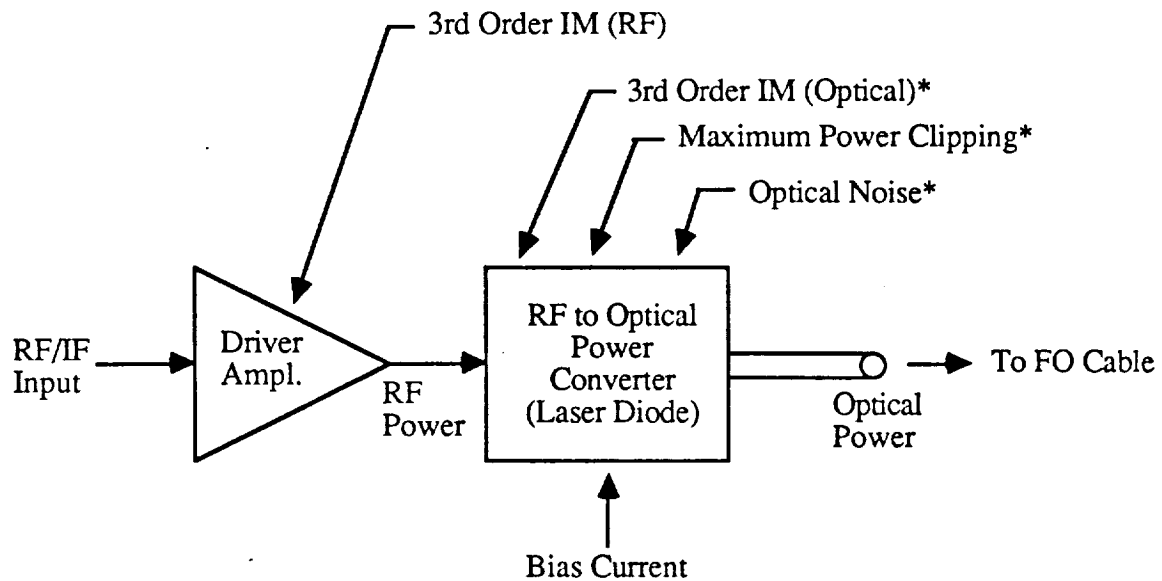 3rd Order IM (RF)
3rd Order IM (Optical)*
Maximum Power Clipping*
Optical Noise*
RF/IF
Input
Driver
Ampl.
RF
Power
RF to Optical
Power
Converter
(Laser Diode)
To FO Cable
Optical
Power
Bias Current